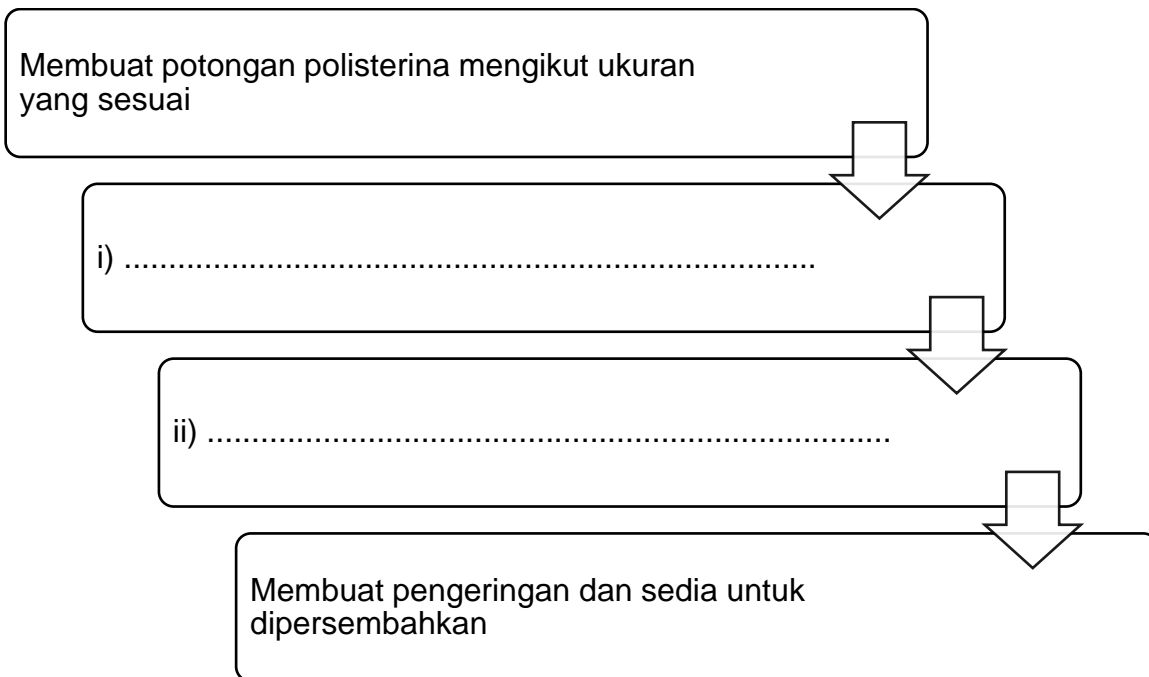 Membuat potongan polisterina mengikut ukuran
yang sesuai
i) .............................................................................
ii) ............................................................................
Membuat pengeringan dan sedia untuk
dipersembahkan